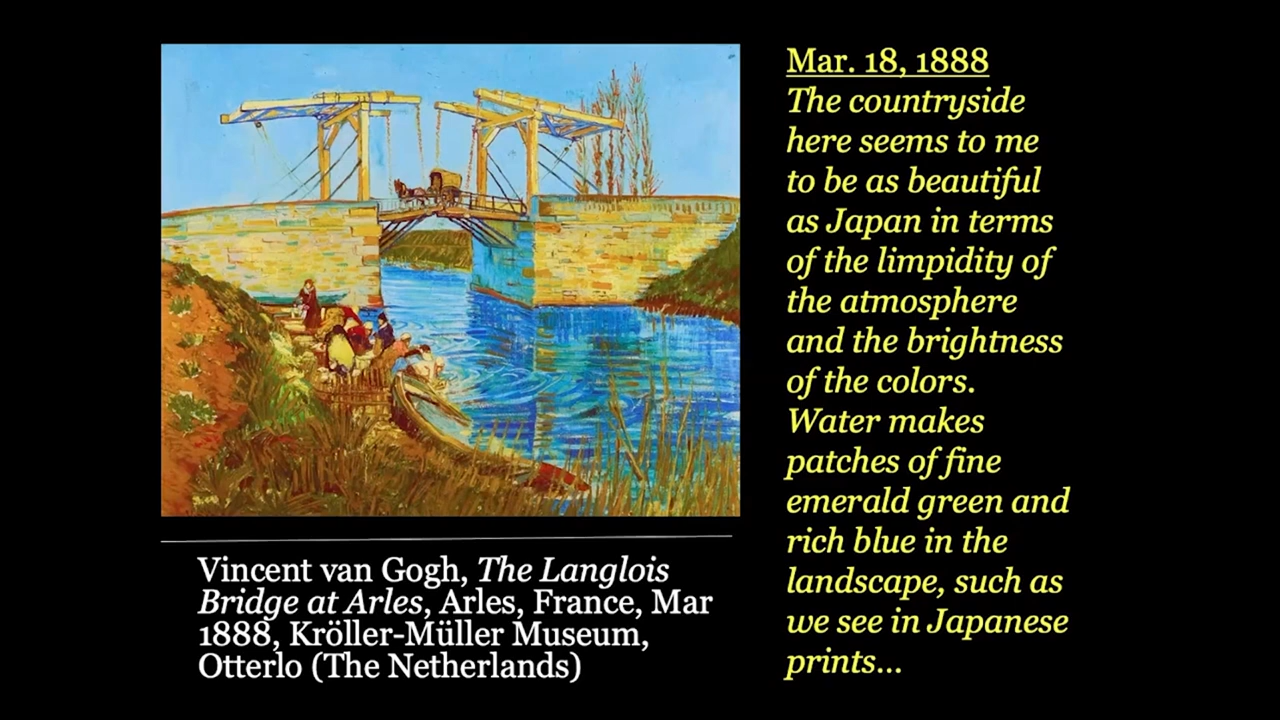 Mar. 18, 1888
The countryside
here seems to me
to be as beautiful
as Japan in terms
of the limpidity of
the atmosphere
and the brightness
of the colors.
Water makes
patches of fine
emerald green and
rich blue in the
landscape, such as
we see in Japanese
prints...
Vincent van Gogh, The Langlois
Bridge at Arles, Arles, France, Mar
1888, Kröller-Müller Museum,
Otterlo (The Netherlands)